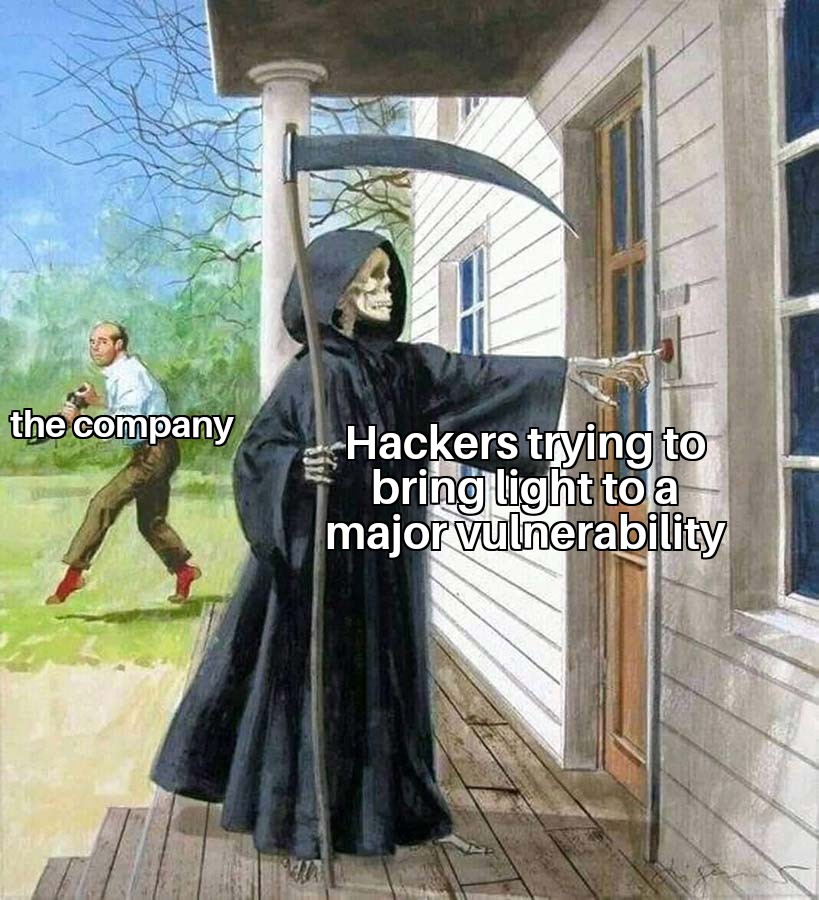 the company
Hackers trying to
bring light to a
major vulnerability